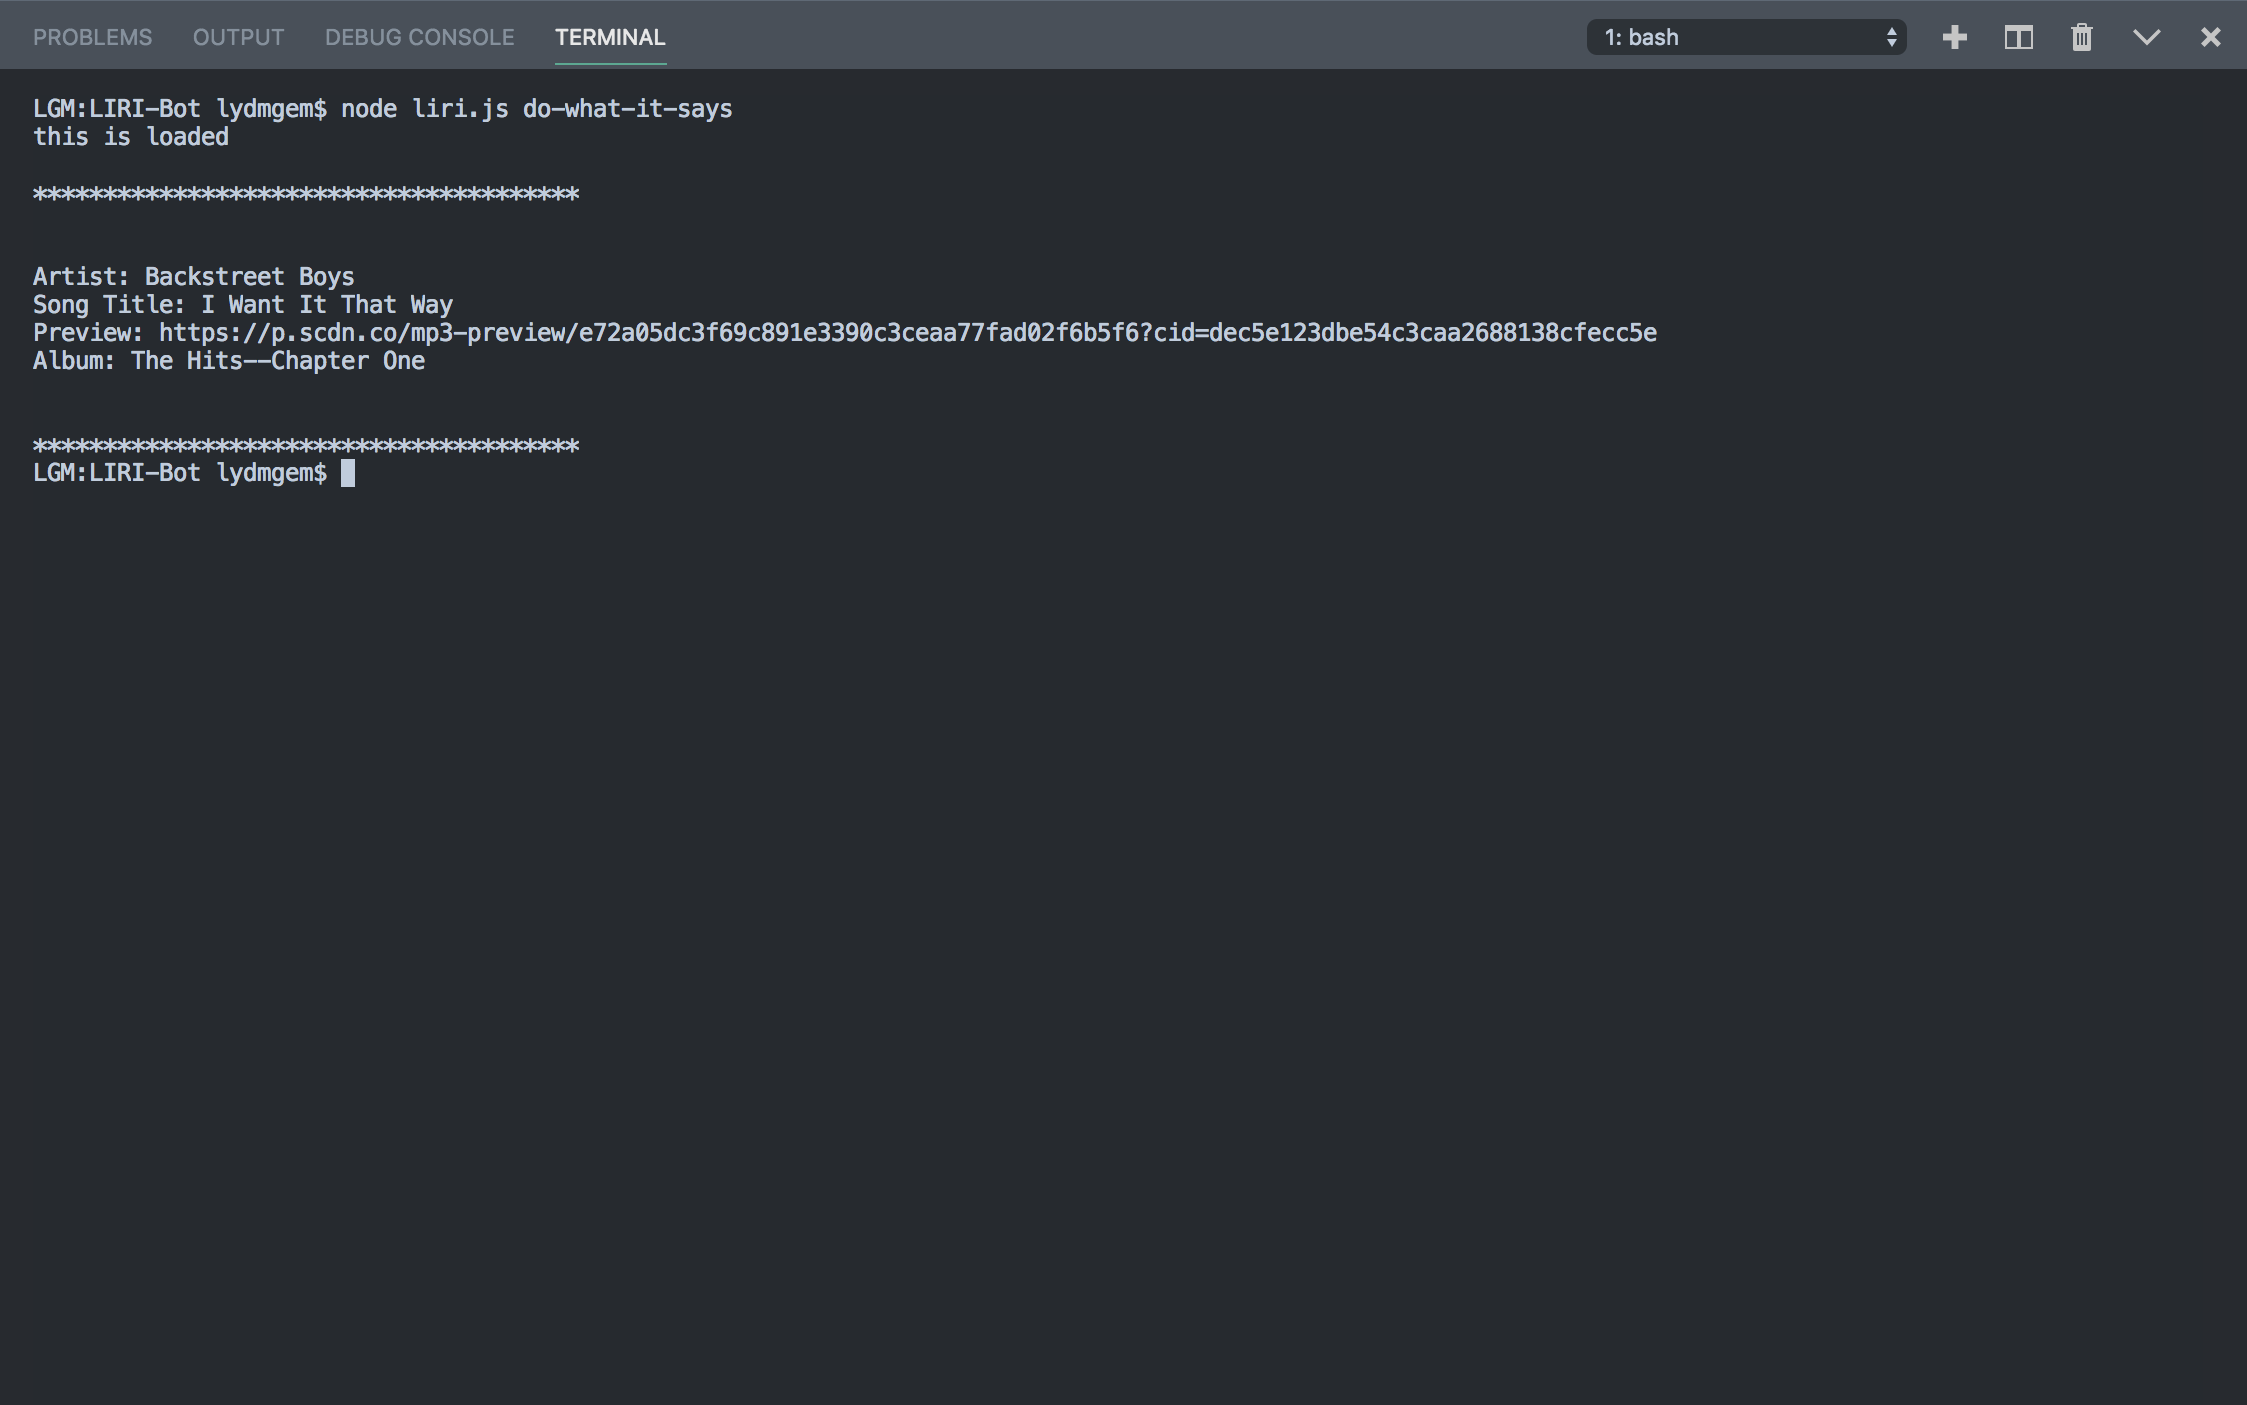 PROBLEMS OUTPUT DEBUG CONSOLE TERMINAL 1: bash
LGM:LIRI-Bot lydmgem$ node liri.js do-what-it-says
this is loaded
***************************************
Artist: Backstreet Boys
Song Title: I Want It That Way
Preview: https://p.scdn.co/mp3-preview/e72a05dc3f69c891e3390c3ceaa77fad02f6b5f6?cid=dec5e123dbe54c3caa2688138cfecc5e
Album: The Hits--Chapter One
***************************************
LGM:LIRI-Bot lydmgem$